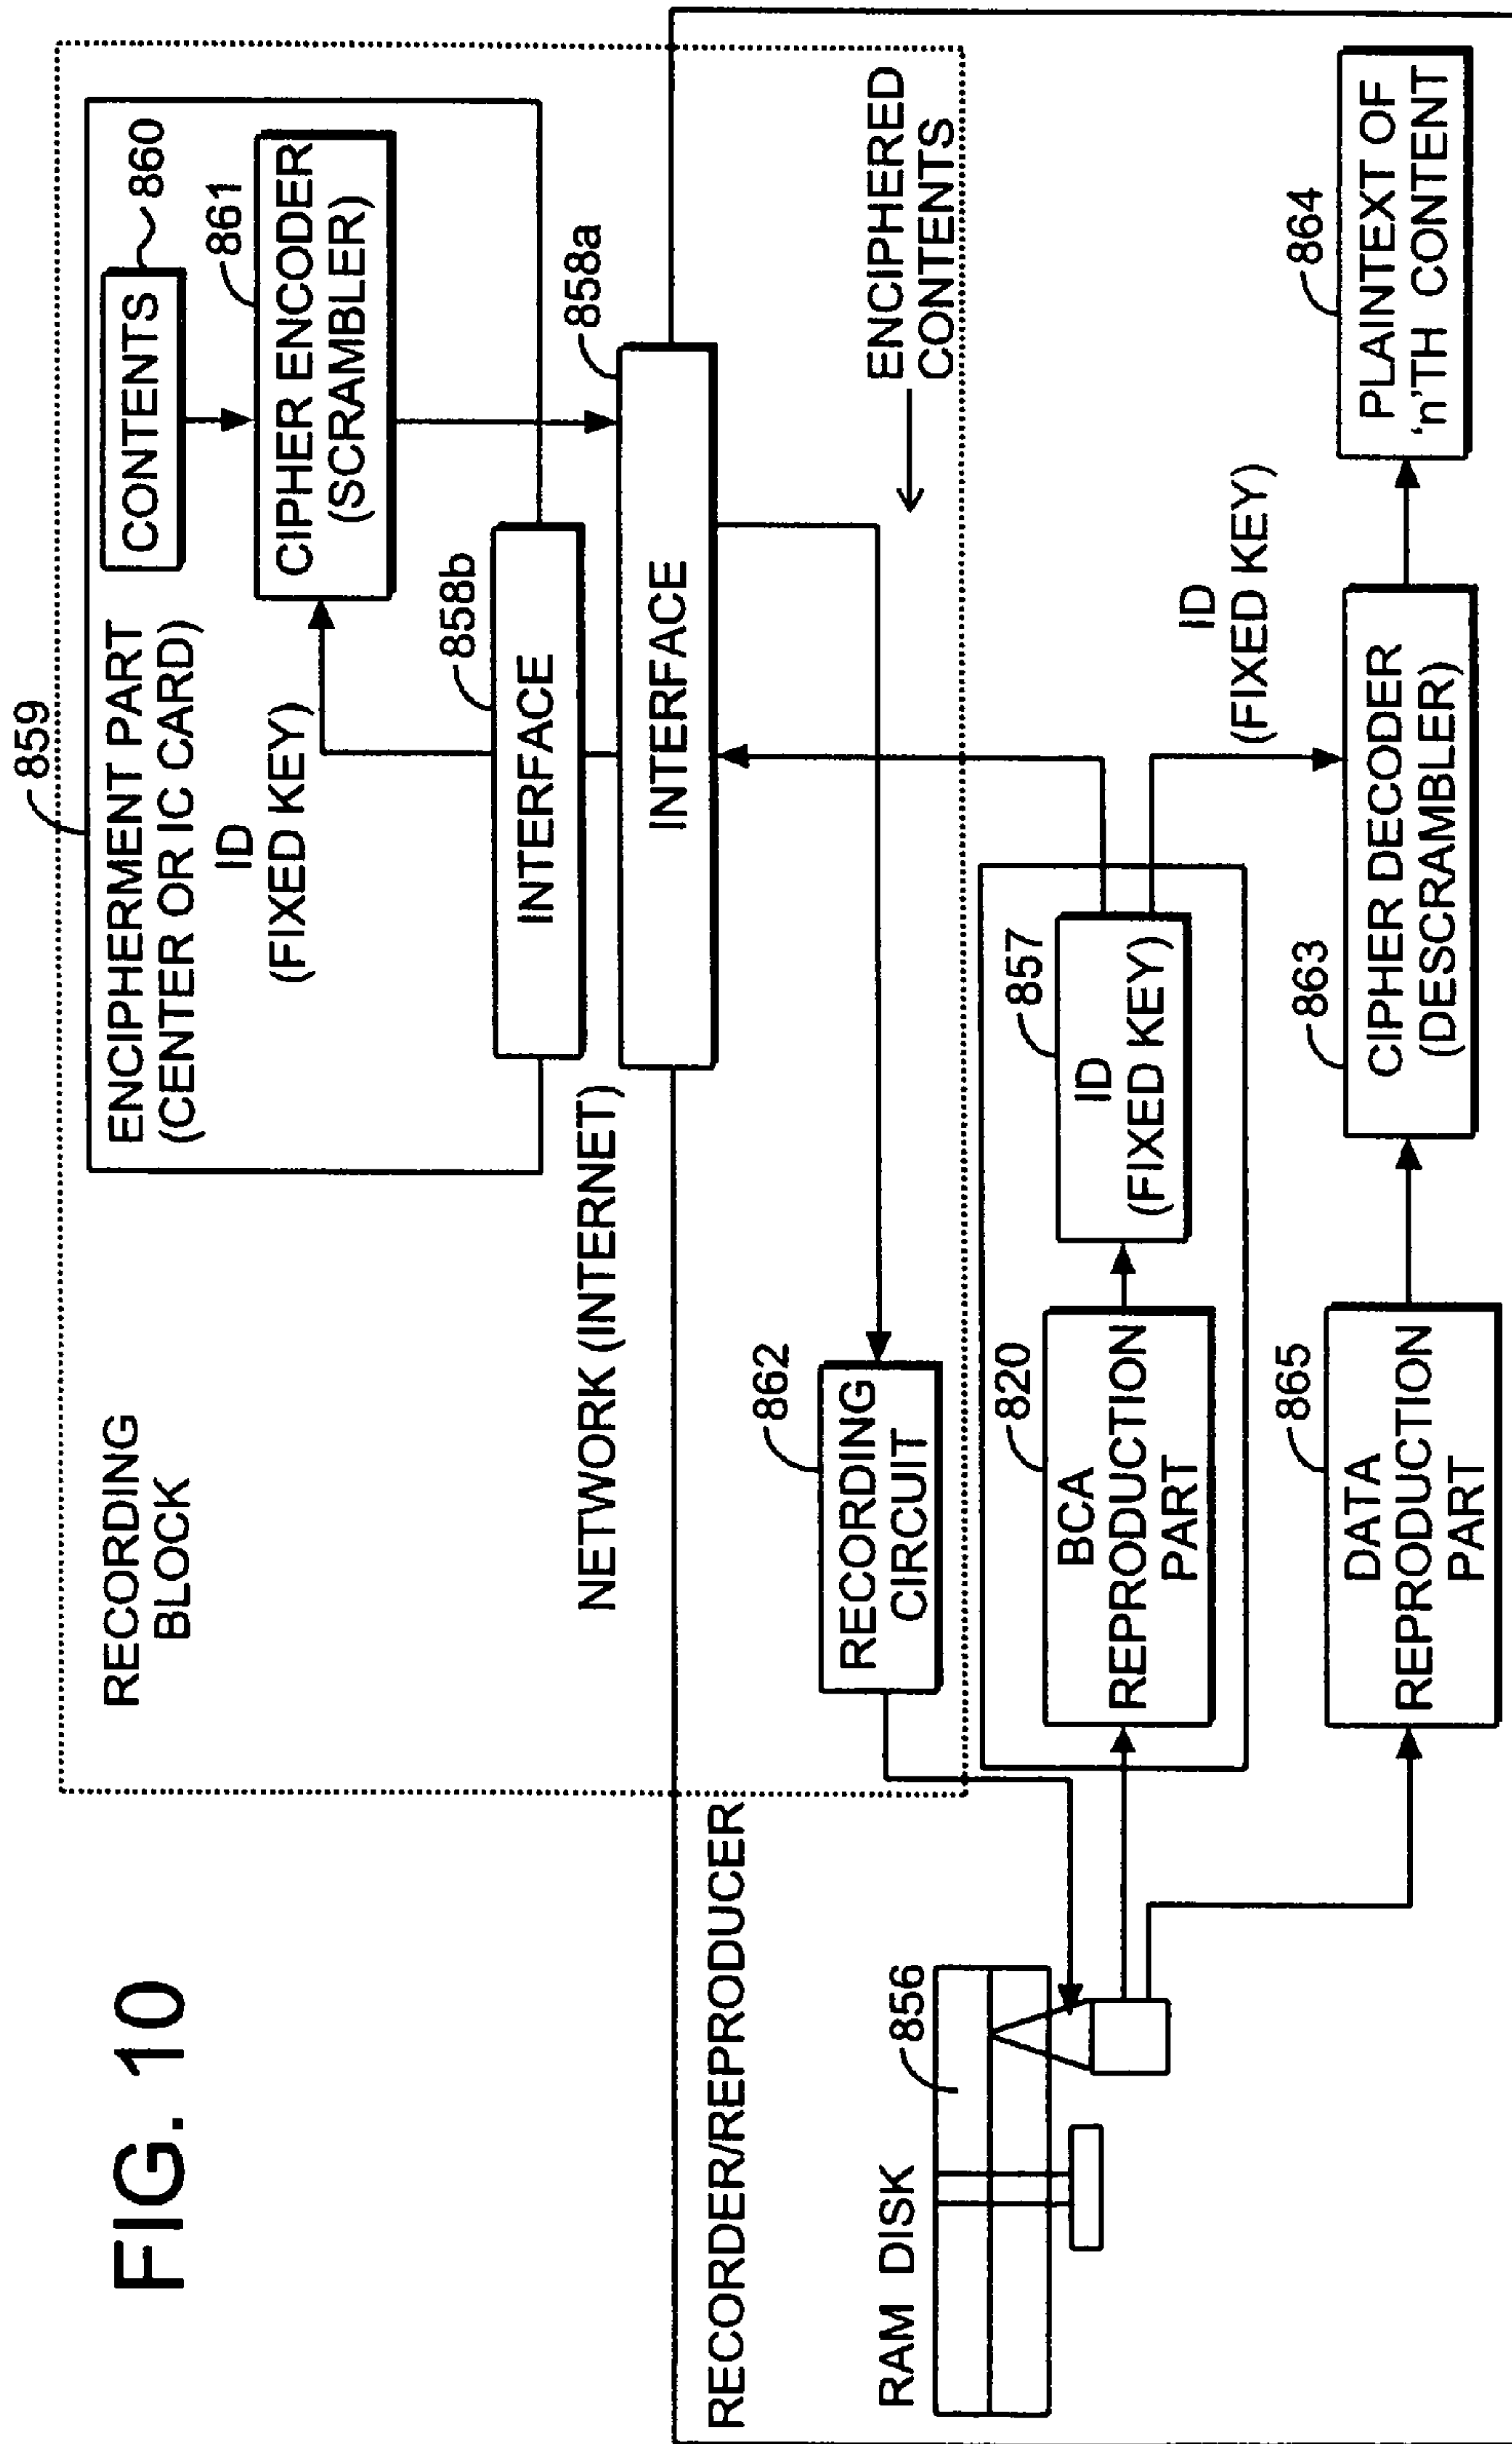 FIG. 10
RECORDING
BLOCK
859
ENCIPHERMENT PART
(CENTER OR IC CARD)
CONTENTS
860
861
CIPHER ENCODER
(SCRAMBLER)
ID
(FIXED KEY)
858b
INTERFACE
NETWORK (INTERNET)
858a
INTERFACE
RECORDER/REPRODUCER
862
RECORDING
CIRCUIT
ENCIPHERED
CONTENTS
RAM DISK
856
820
BCA
REPRODUCTION
PART
857
ID
(FIXED KEY)
ID
(FIXED KEY)
865
DATA
REPRODUCTION
PART
863
CIPHER DECODER
(DESCRAMBLER)
864
PLAINTEXT OF
'n'TH CONTENT